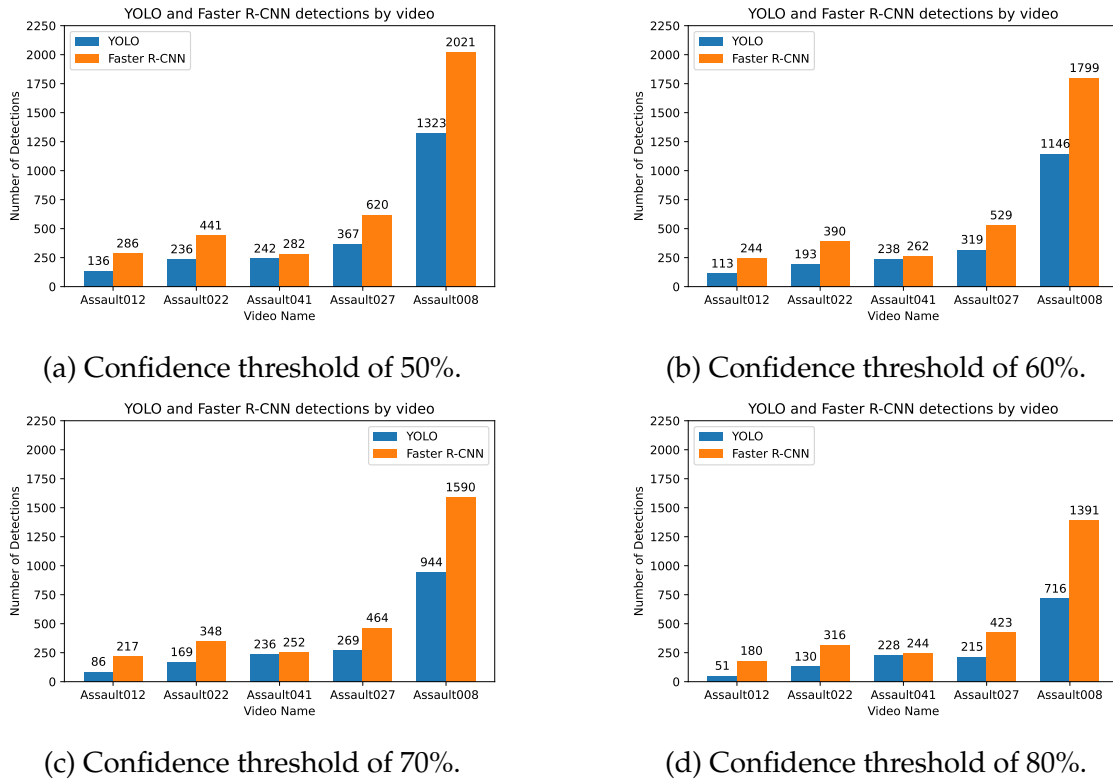 YOLO and Faster R-CNN detections by video
2250
2000
1750
1500
1250
1000
750
500
250
0
Number of Detections
YOLO
Faster R-CNN
136 286 236 441 242 282 367 620 1323 2021
Assault012 Assault022 Assault041 Assault027 Assault008
Video Name
(a) Confidence threshold of 50%.
YOLO and Faster R-CNN detections by video
2250
2000
1750
1500
1250
1000
750
500
250
0
Number of Detections
YOLO
Faster R-CNN
113 244 193 390 238 262 319 529 1146 1799
Assault012 Assault022 Assault041 Assault027 Assault008
Video Name
(b) Confidence threshold of 60%.
YOLO and Faster R-CNN detections by video
2250
2000
1750
1500
1250
1000
750
500
250
0
Number of Detections
YOLO
Faster R-CNN
86 217 169 348 236 252 269 464 944 1590
Assault012 Assault022 Assault041 Assault027 Assault008
Video Name
(c) Confidence threshold of 70%.
YOLO and Faster R-CNN detections by video
2250
2000
1750
1500
1250
1000
750
500
250
0
Number of Detections
YOLO
Faster R-CNN
51 180 130 316 228 244 215 423 716 1391
Assault012 Assault022 Assault041 Assault027 Assault008
Video Name
(d) Confidence threshold of 80%.